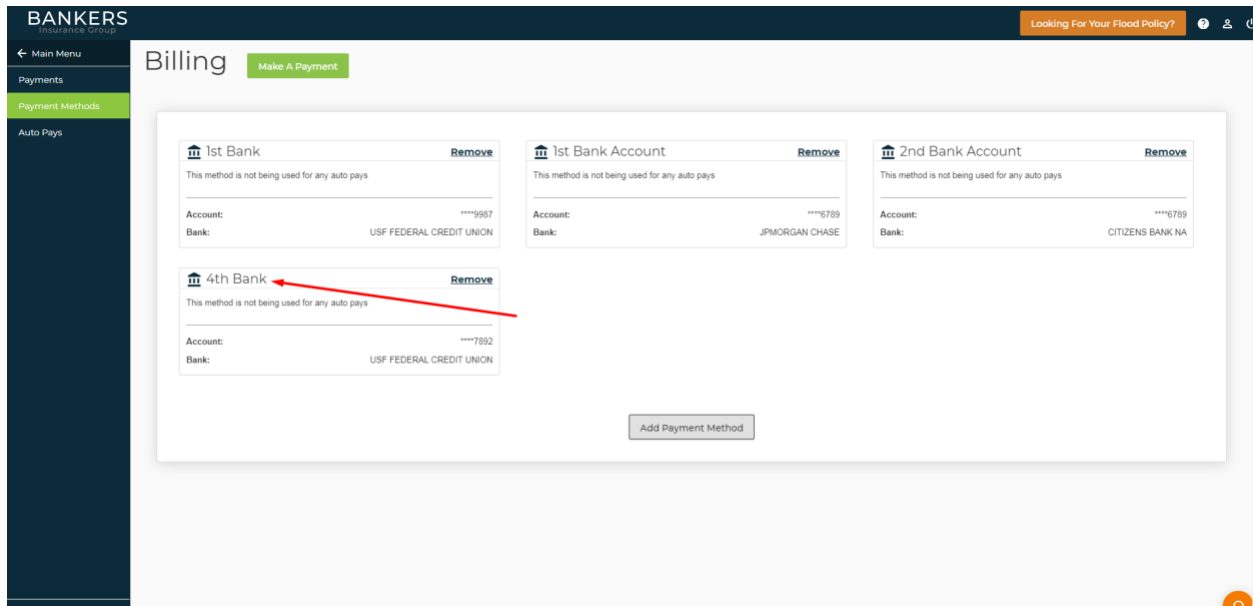 BANKERS
Insurance Group
Looking For Your Flood Policy?
Main Menu
Payments
Payment Methods
Auto Pays
Billing
Make A Payment
1st Bank Remove
This method is not being used for any auto pays
Account: ****9987
Bank: USF FEDERAL CREDIT UNION
1st Bank Account Remove
This method is not being used for any auto pays
Account: ****6789
Bank: JPMORGAN CHASE
2nd Bank Account Remove
This method is not being used for any auto pays
Account: ****6789
Bank: CITIZENS BANK NA
4th Bank Remove
This method is not being used for any auto pays
Account: ****7892
Bank: USF FEDERAL CREDIT UNION
Add Payment Method